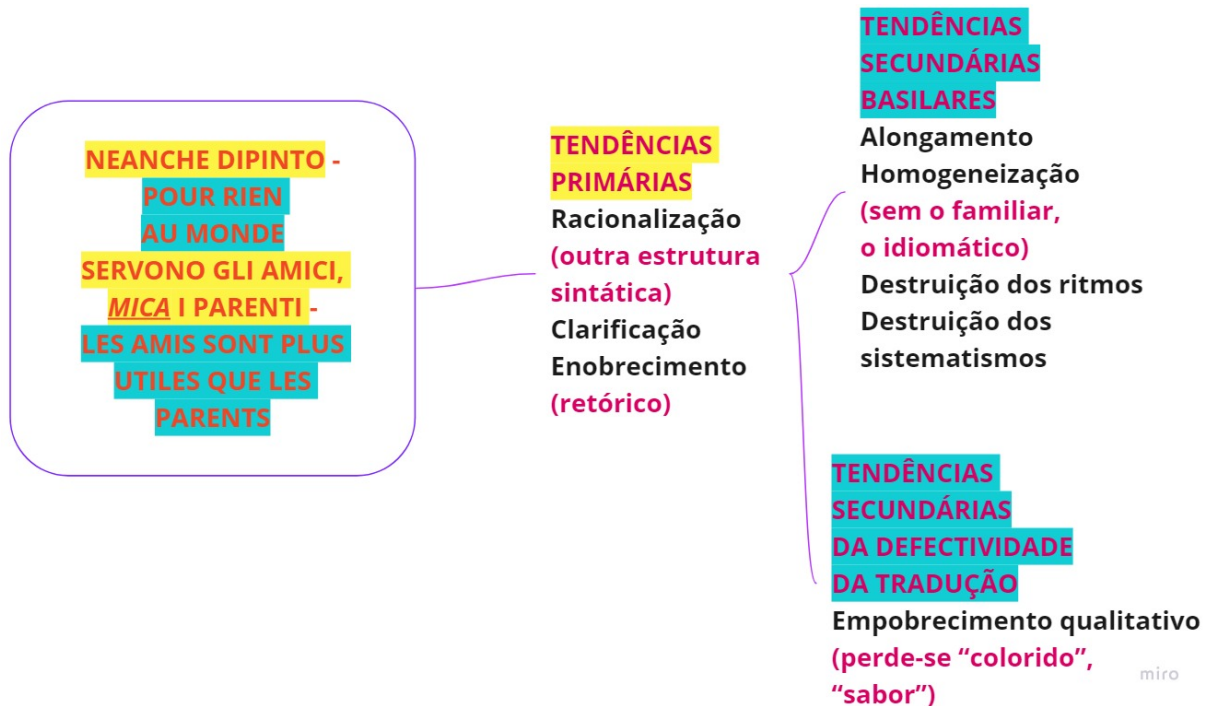 NEANCHE DIPINTO -
POUR RIEN
AU MONDE
SERVONO GLI AMICI,
MICA I PARENTI -
LES AMIS SONT PLUS
UTILES QUE LES
PARENTS
TENDÊNCIAS
PRIMÁRIAS
Racionalização
(outra estrutura
sintática)
Clarificação
Enobrecimento
(retórico)
TENDÊNCIAS
SECUNDÁRIAS
BASILARES
Alongamento
Homogeneização
(sem o familiar,
o idiomático)
Destruição dos ritmos
Destruição dos
sistematismos
TENDÊNCIAS
SECUNDÁRIAS
DA DEFECTIVIDADE
DA TRADUÇÃO
Empobrecimento qualitativo
(perde-se “colorido”,
“sabor”)
miro